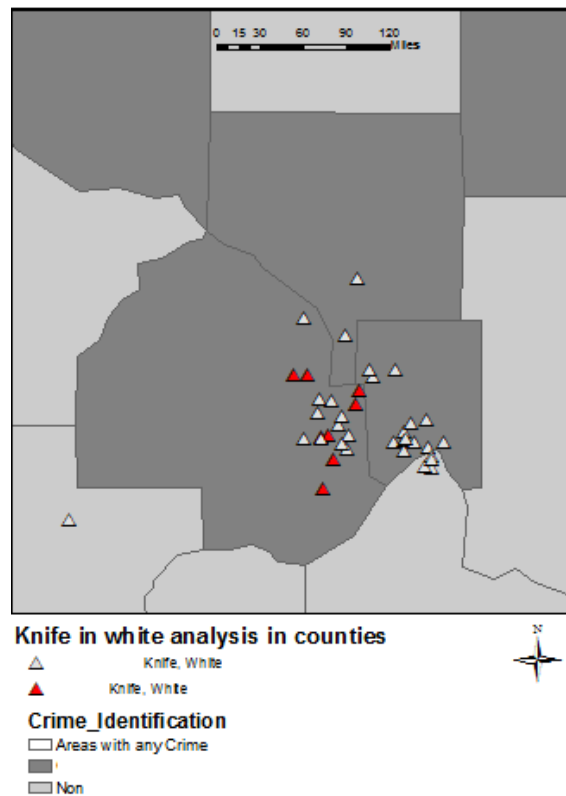 0 15 30 60 90 120
Miles
Knife in white analysis in counties
N
Knife, White
Knife, White
Crime_Identification
Areas with any Crime
Non